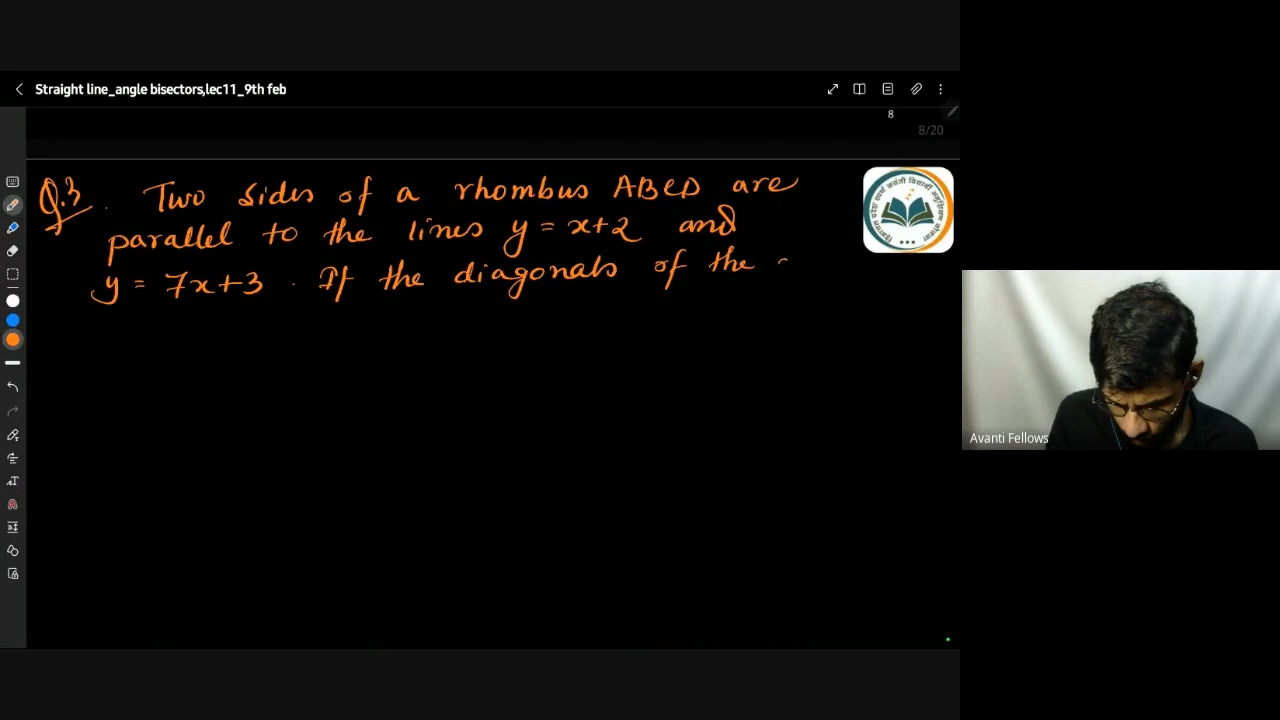 Straight line_angle bisectors,lec11_9th feb
8
8/20
Q.3. Two sides of a rhombus ABCD are
parallel to the lines y = x+2 and
y = 7x+3 . If the diagonals of the
Avanti Fellows